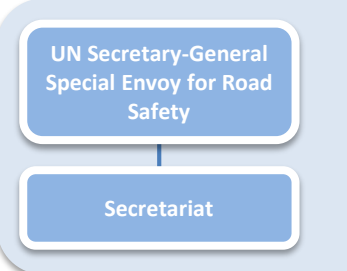 UN Secretary-General
Special Envoy for Road
Safety
Secretariat